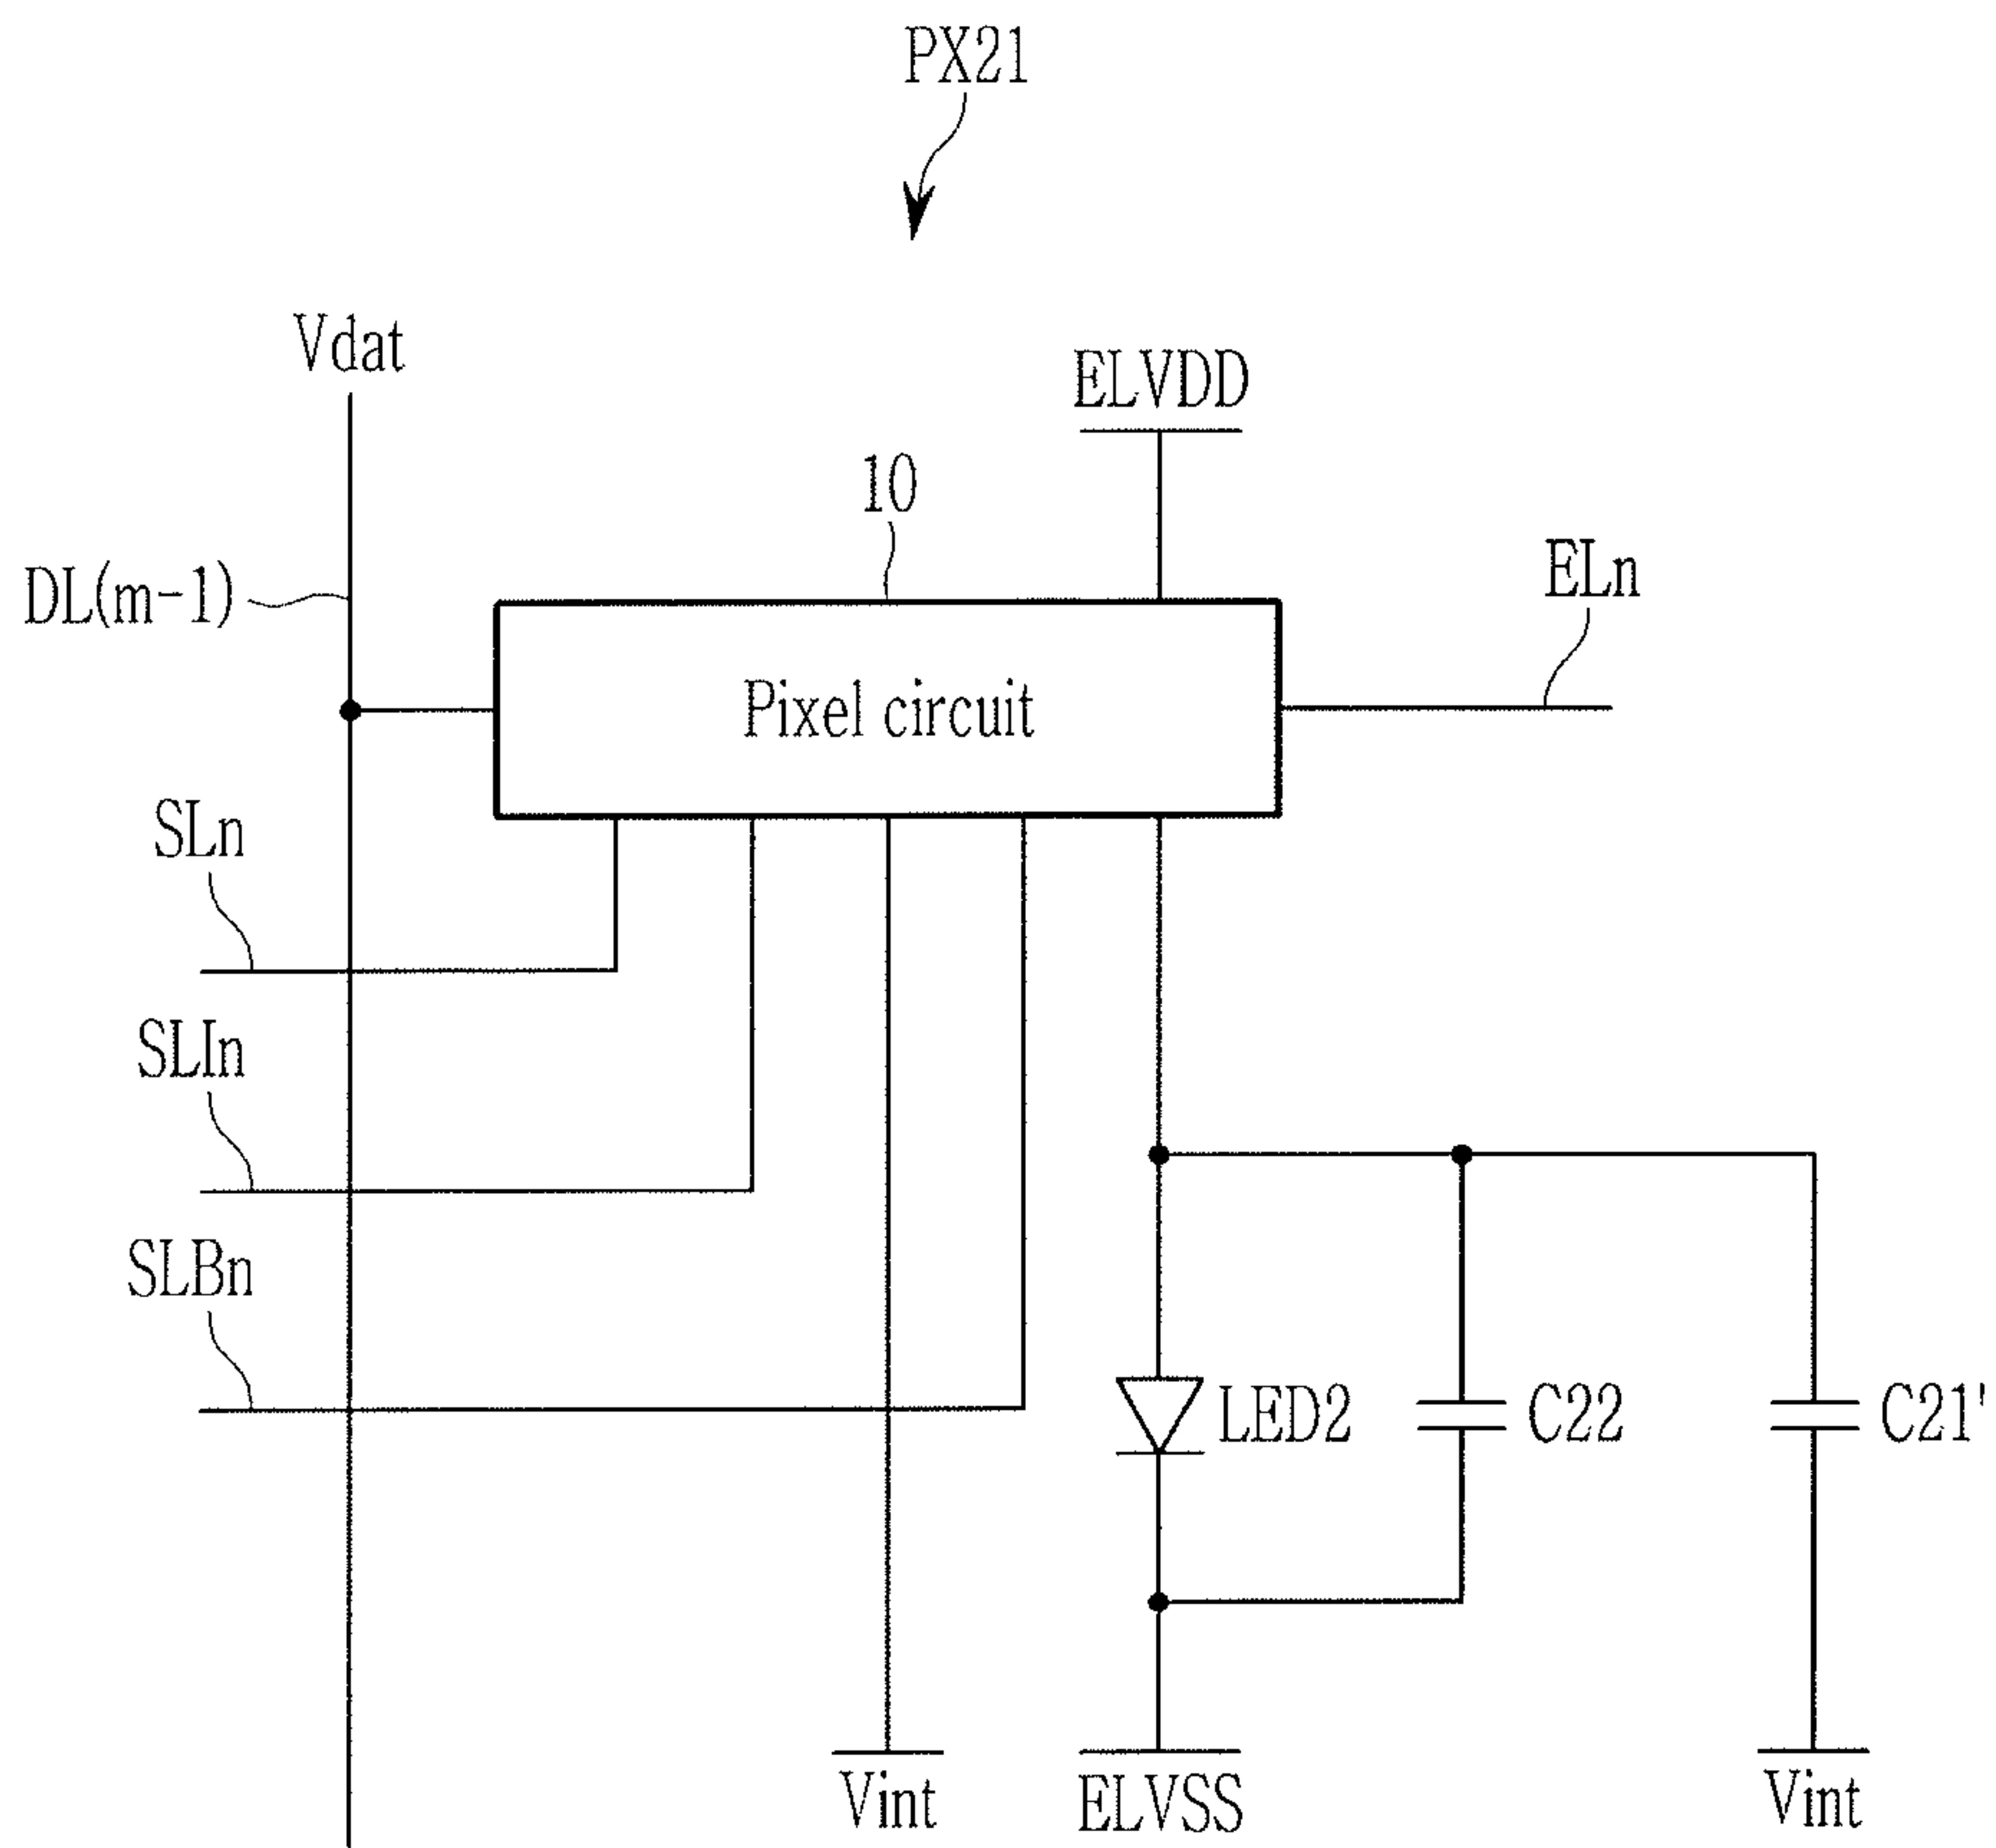 PX21
Vdat
ELVDD
10
DL(m-1)
ELn
Pixel circuit
SLn
SLIn
SLBn
LED2
C22
C21'
Vint
ELVSS
Vint